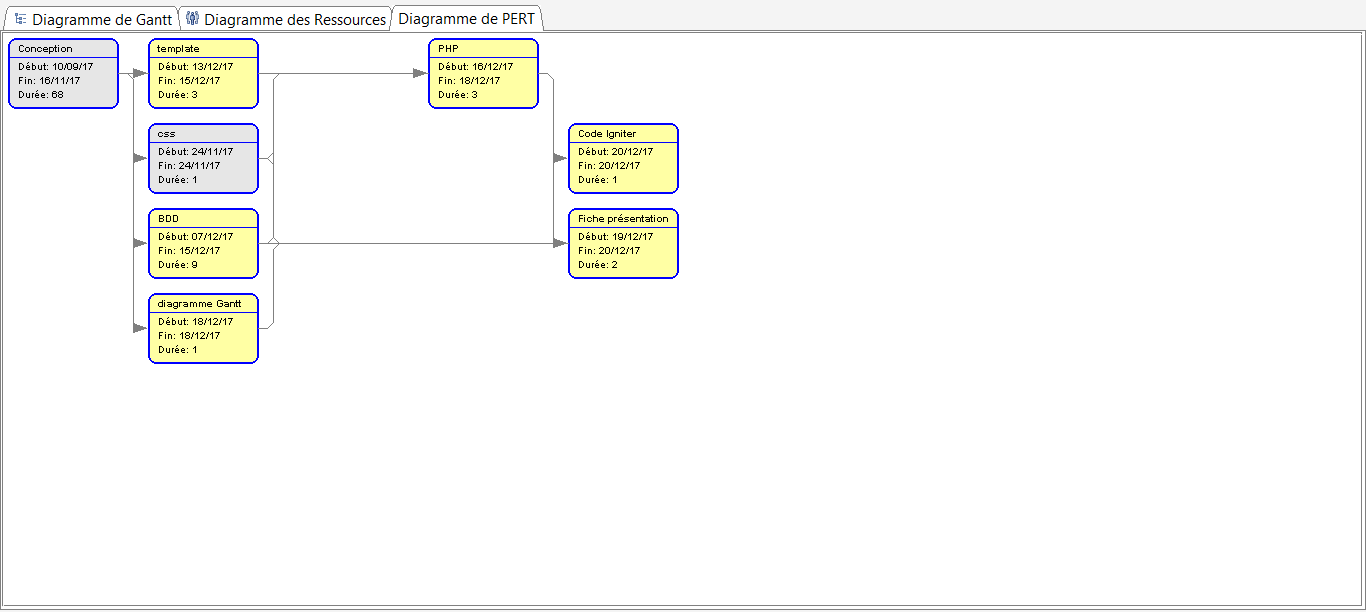 Diagramme de Gantt
Diagramme des Ressources
Diagramme de PERT
Conception
Début: 10/09/17
Fin: 16/11/17
Durée: 68
template
Début: 13/12/17
Fin: 15/12/17
Durée: 3
PHP
Début: 16/12/17
Fin: 18/12/17
Durée: 3
css
Début: 24/11/17
Fin: 24/11/17
Durée: 1
Code Igniter
Début: 20/12/17
Fin: 20/12/17
Durée: 1
BDD
Début: 07/12/17
Fin: 15/12/17
Durée: 9
Fiche présentation
Début: 19/12/17
Fin: 20/12/17
Durée: 2
diagramme Gantt
Début: 18/12/17
Fin: 18/12/17
Durée: 1